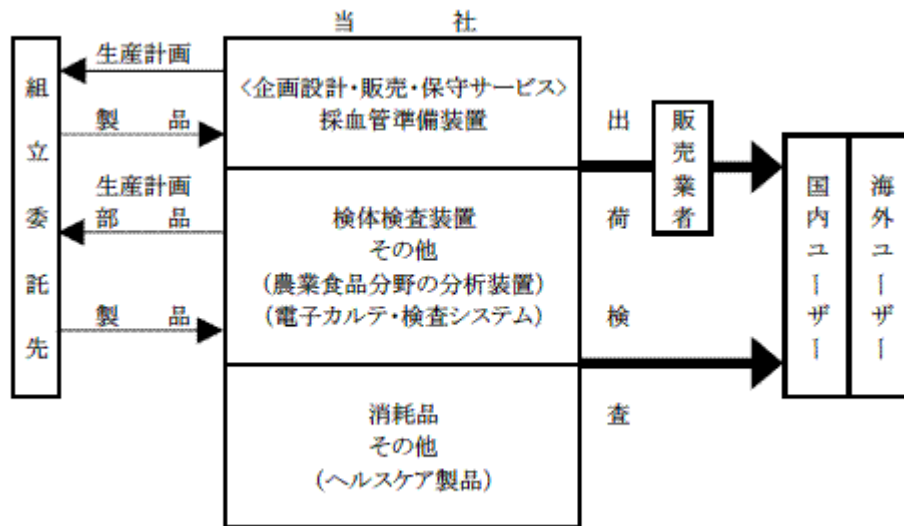 当 社
組立委託先
生産計画
製 品
生産計画
部 品
製 品
<企画設計・販売・保守サービス>
採血管準備装置
検体検査装置
その他
(農業食品分野の分析装置)
(電子カルテ・検査システム)
消耗品
その他
(ヘルスケア製品)
出荷検査
販売業者
国内ユーザー
海外ユーザー